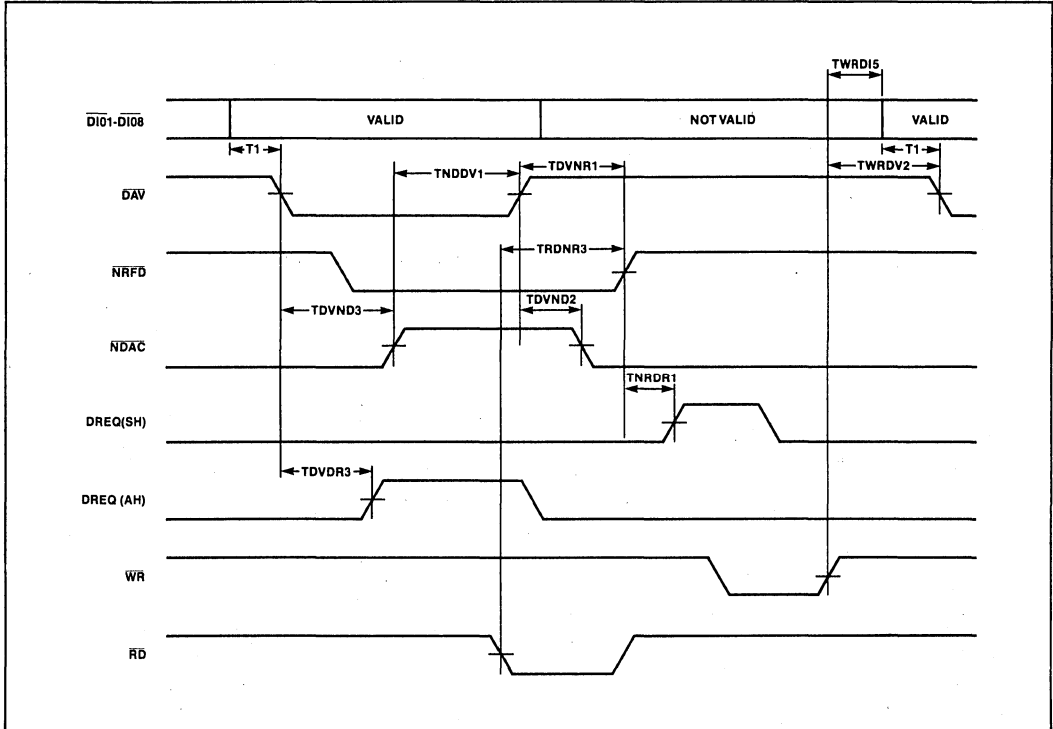 TWRDI5
DI01-DI08
VALID
NOT VALID
VALID
T1
T1
TNDDV1
TDVNR1
TWRDV2
DAV
TRDNR3
NRFD
TDVND3
TDVND2
NDAC
TNRDR1
DREQ(SH)
TDVDR3
DREQ (AH)
WR
RD